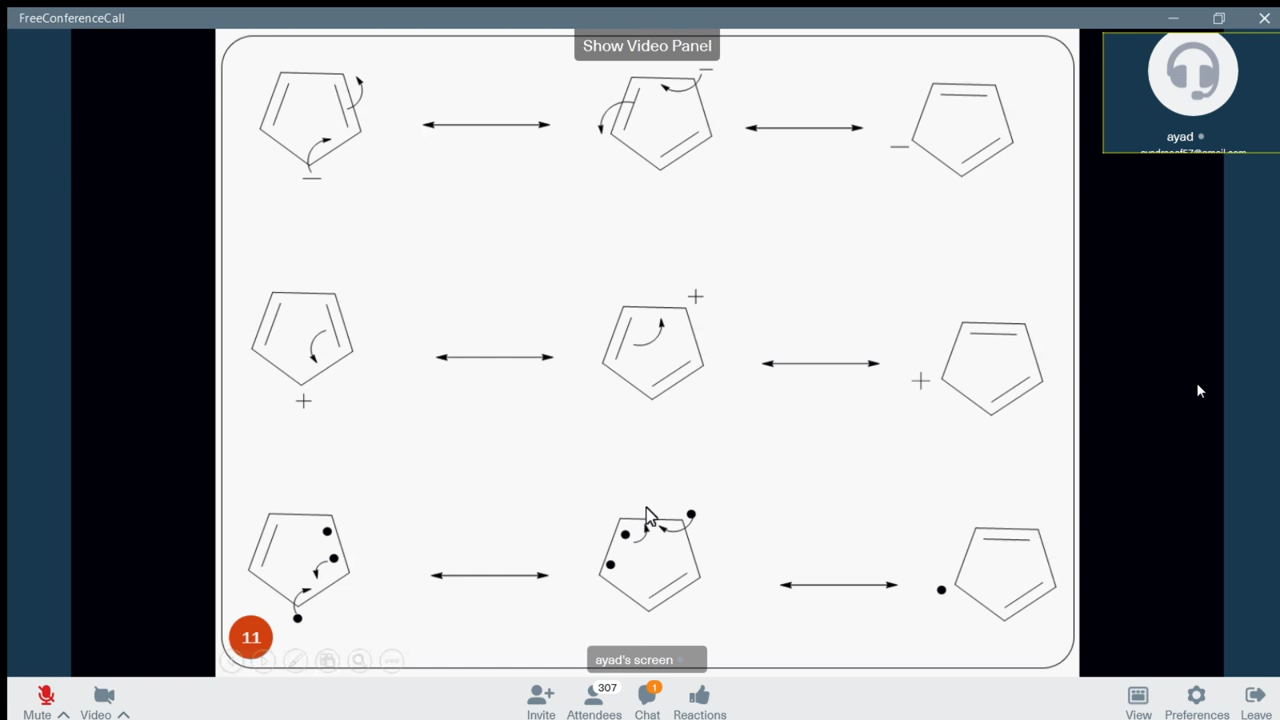 FreeConferenceCall
Show Video Panel
ayad
−
−
−
+
+
+
11
ayad's screen
307
1
Mute
Video
Invite
Attendees
Chat
Reactions
View
Preferences
Leave